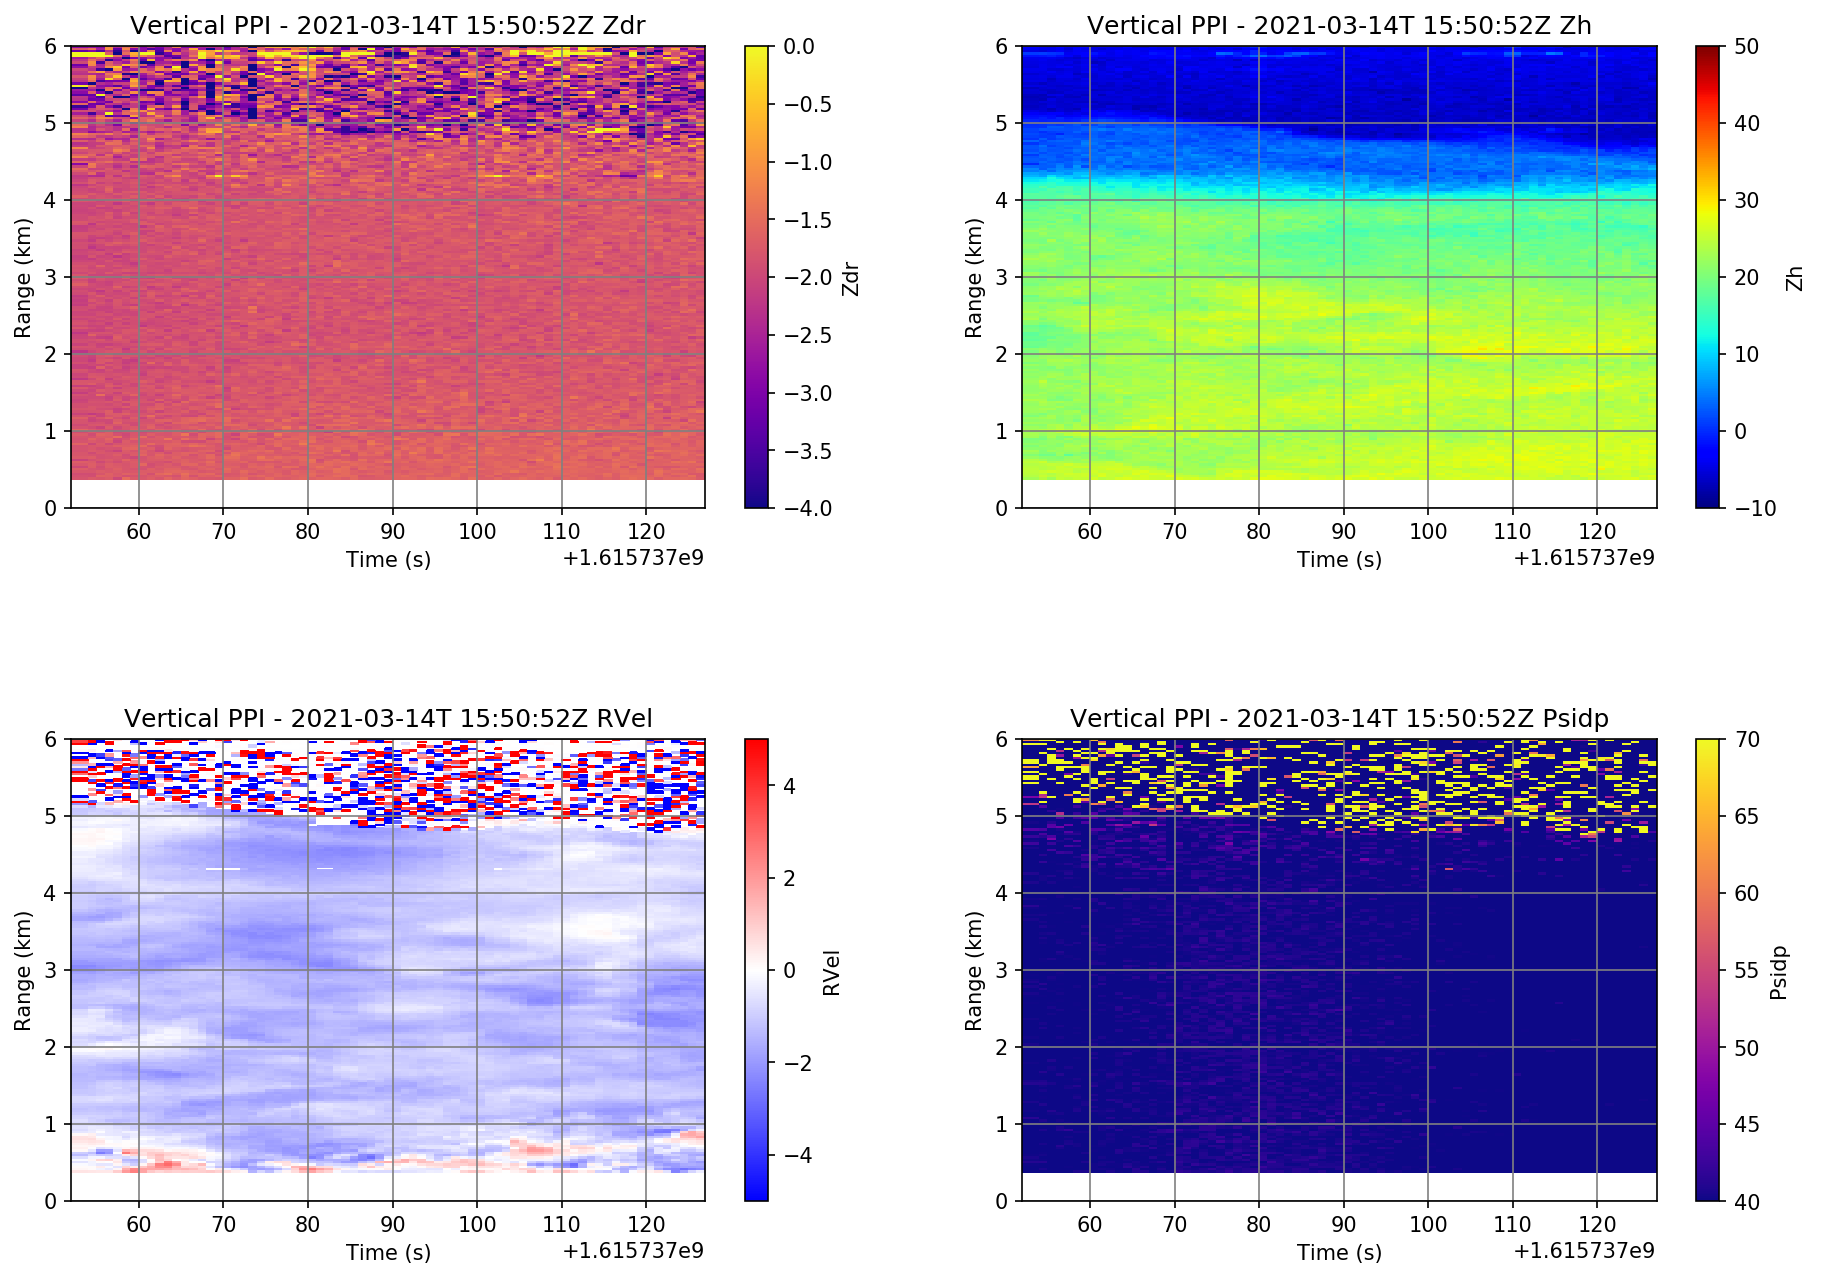 Vertical PPI - 2021-03-14T 15:50:52Z Zdr
6
5
4
3
2
1
0
Range (km)
60 70 80 90 100 110 120
Time (s)
+1.615737e9
0.0
−0.5
−1.0
−1.5
−2.0
−2.5
−3.0
−3.5
−4.0
Zdr
Vertical PPI - 2021-03-14T 15:50:52Z Zh
6
5
4
3
2
1
0
Range (km)
60 70 80 90 100 110 120
Time (s)
+1.615737e9
50
40
30
20
10
0
−10
Zh
Vertical PPI - 2021-03-14T 15:50:52Z RVel
6
5
4
3
2
1
0
Range (km)
60 70 80 90 100 110 120
Time (s)
+1.615737e9
4
2
0
−2
−4
RVel
Vertical PPI - 2021-03-14T 15:50:52Z Psidp
6
5
4
3
2
1
0
Range (km)
60 70 80 90 100 110 120
Time (s)
+1.615737e9
70
65
60
55
50
45
40
Psidp